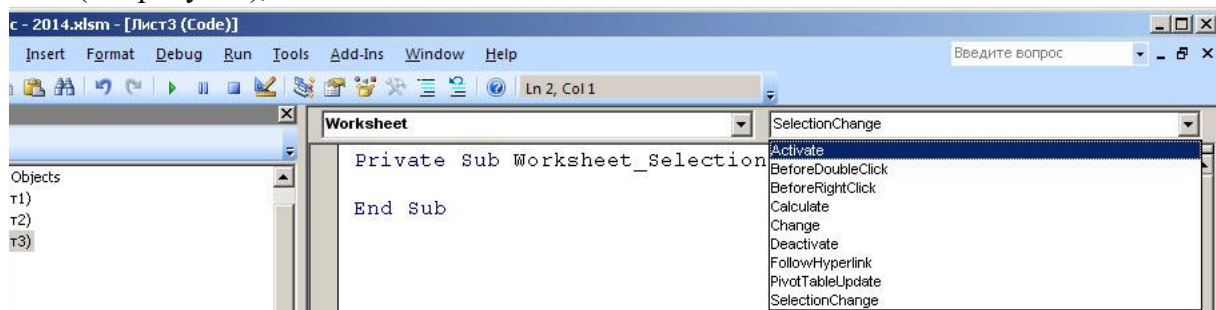 с - 2014.xlsm - [Лист3 (Code)]
Insert Format Debug Run Tools Add-Ins Window Help Введите вопрос
Ln 2, Col 1
Worksheet SelectionChange
Private Sub Worksheet_Selection
End Sub
Objects
т1)
т2)
т3)
Activate
BeforeDoubleClick
BeforeRightClick
Calculate
Change
Deactivate
FollowHyperlink
PivotTableUpdate
SelectionChange